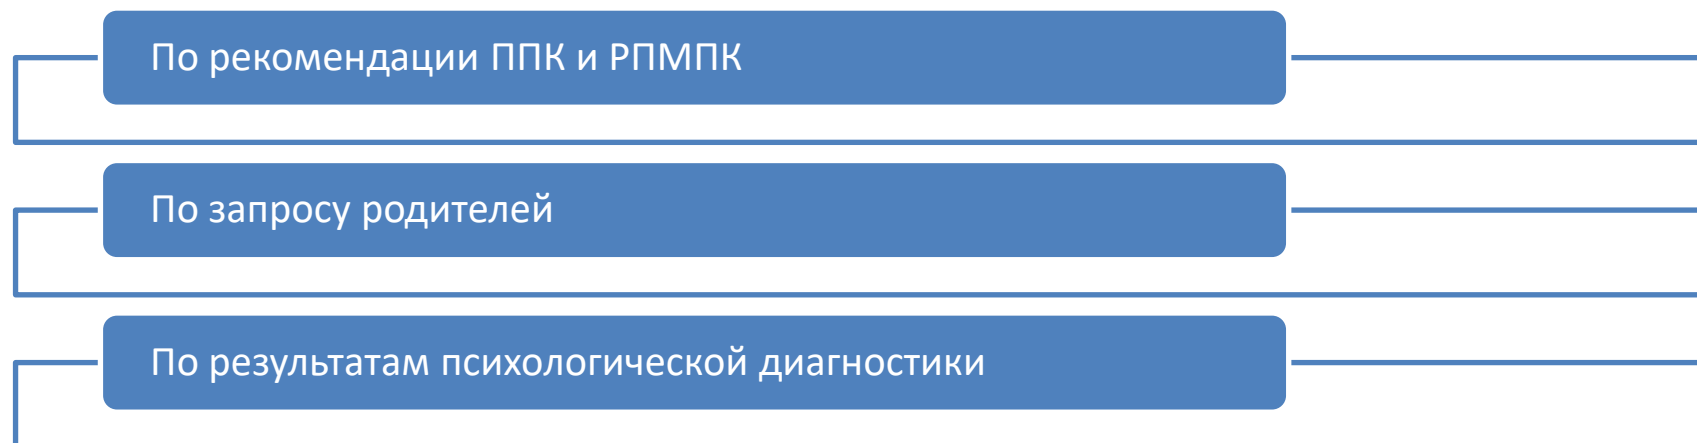 По рекомендации ППК и РПМПК
По запросу родителей
По результатам психологической диагностики